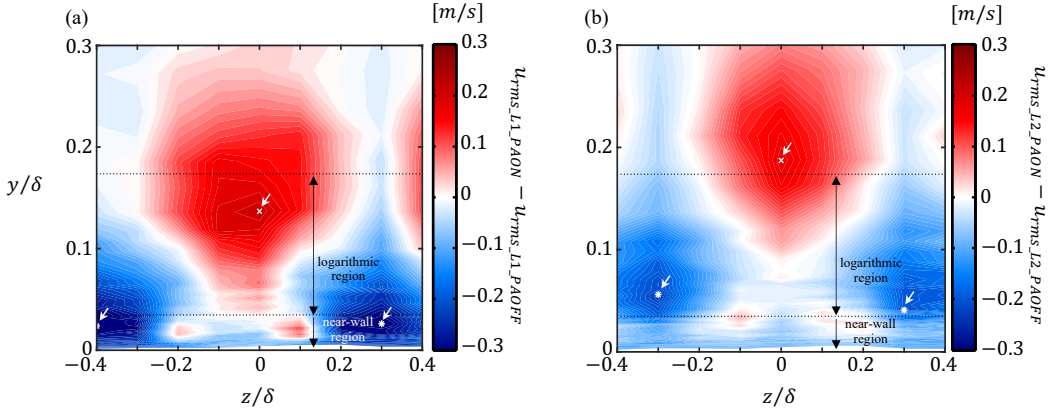 (a)
[m/s]
0.3
0.2
0.1
0
y/δ
−0.4
−0.2
0
0.2
0.4
z/δ
logarithmic
region
near-wall
region
0.3
0.2
0.1
0
−0.1
−0.2
−0.3
u_rms_L1_PAON − u_rms_L1_PAOFF
(b)
[m/s]
0.3
0.2
0.1
0
−0.4
−0.2
0
0.2
0.4
z/δ
logarithmic
region
near-wall
region
0.3
0.2
0.1
0
−0.1
−0.2
−0.3
u_rms_L2_PAON − u_rms_L2_PAOFF